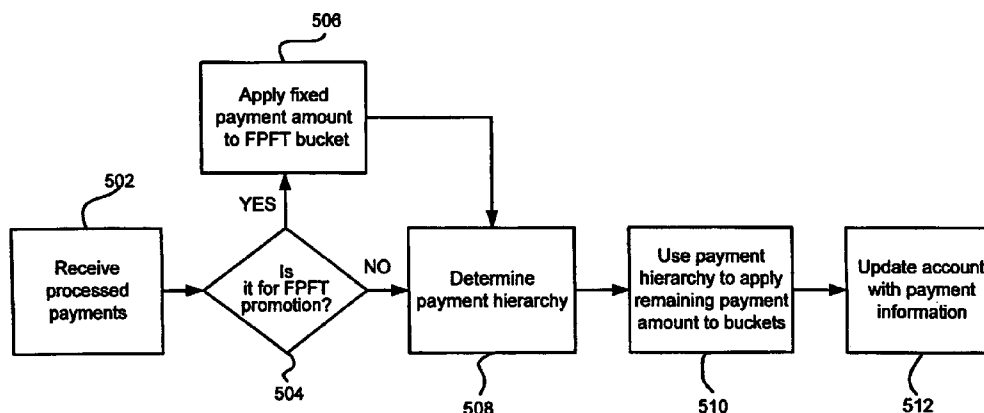 506
Apply fixed
payment amount
to FPFT bucket
502
YES
Receive
processed
payments
Is
it for FPFT
promotion?
NO
504
Determine
payment hierarchy
508
Use payment
hierarchy to apply
remaining payment
amount to buckets
510
Update account
with payment
information
512